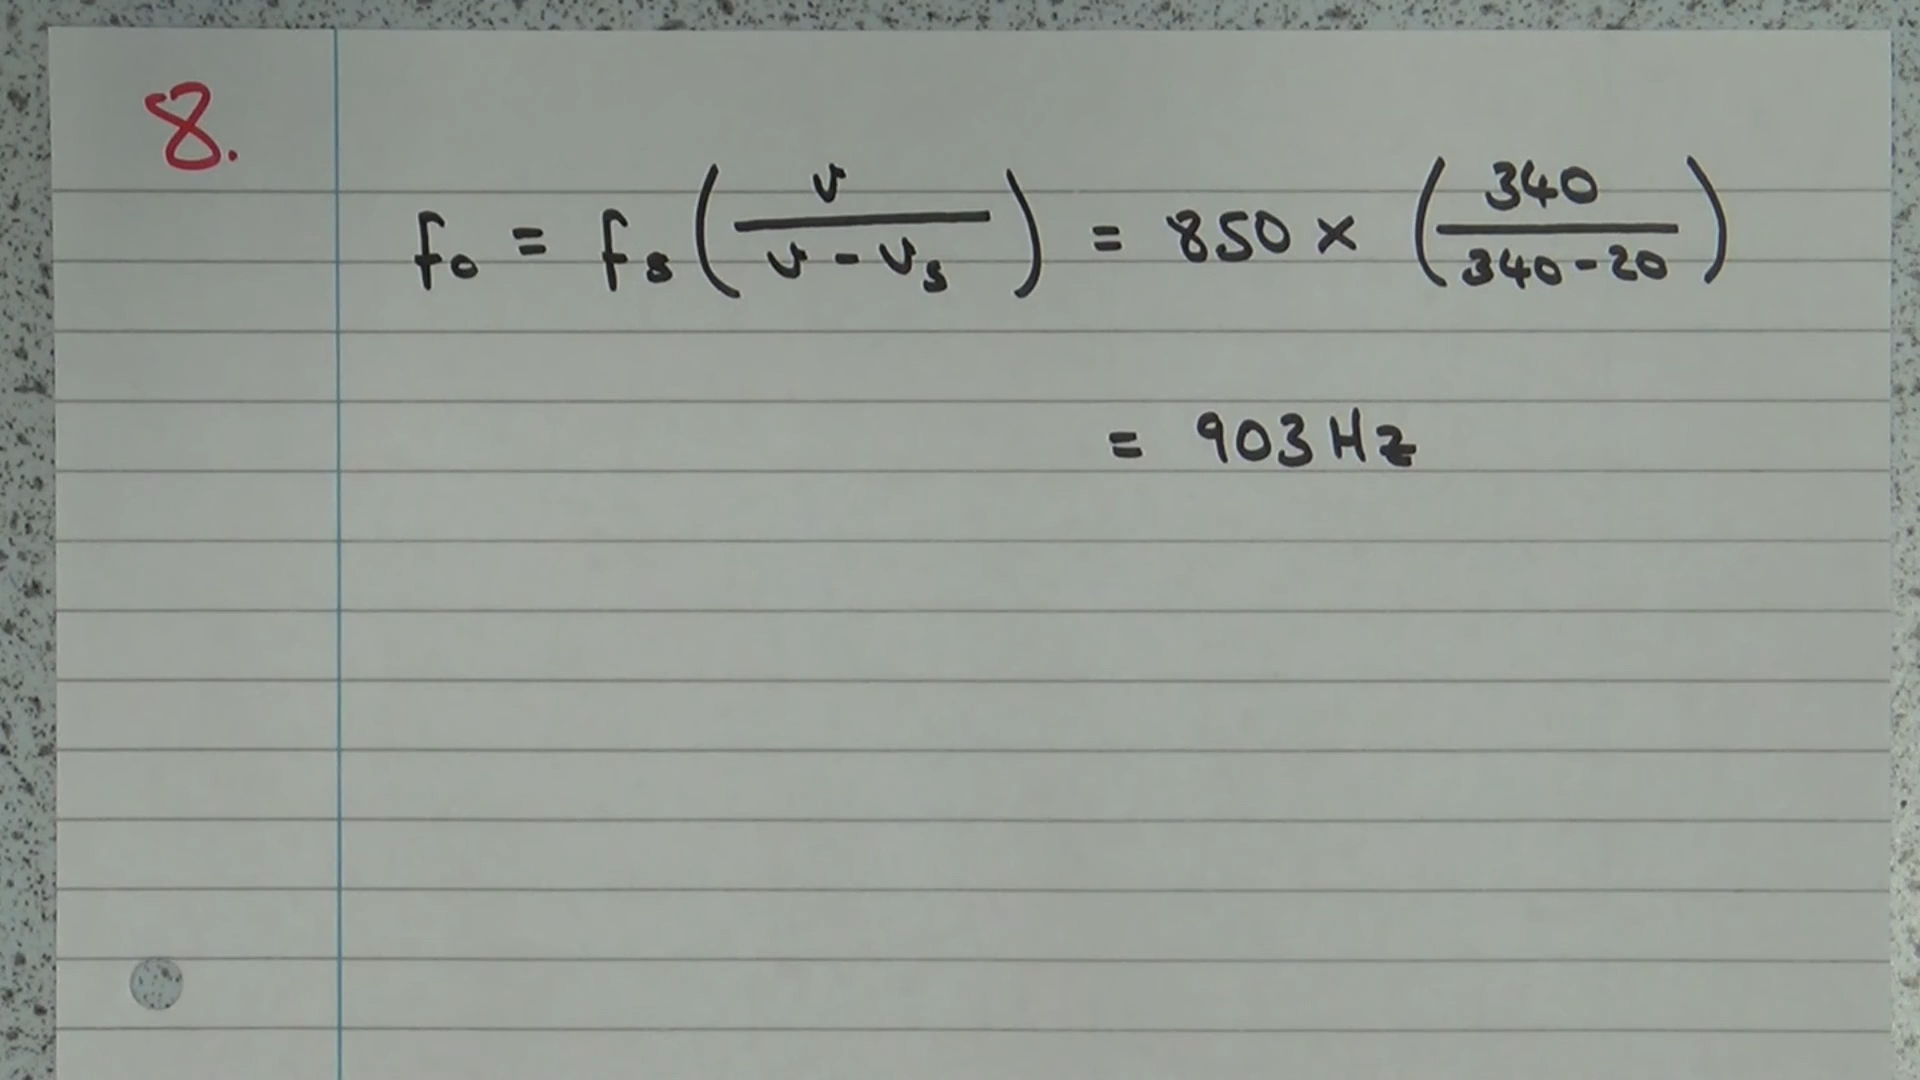 8.
f₀ = fₛ ( v / v - vₛ ) = 850 × ( 340 / 340 - 20 )
= 903 Hz